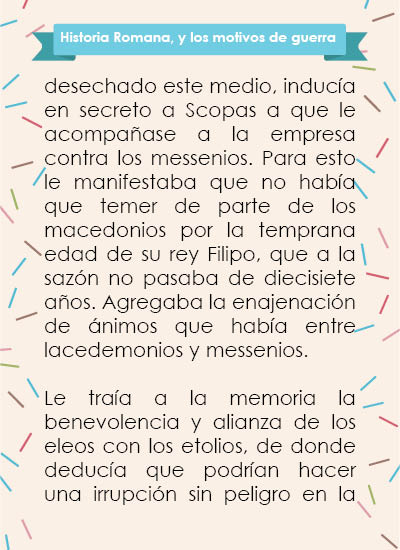 Historia Romana, y los motivos de guerra
desechado este medio, inducía
en secreto a Scopas a que le
acompañase a la empresa
contra los messenios. Para esto
le manifestaba que no había
que temer de parte de los
macedonios por la temprana
edad de su rey Filipo, que a la
sazón no pasaba de diecisiete
años. Agregaba la enajenación
de ánimos que había entre
lacedemonios y messenios.
Le traía a la memoria la
benevolencia y alianza de los
eleos con los etolios, de donde
deducía que podrían hacer
una irrupción sin peligro en la